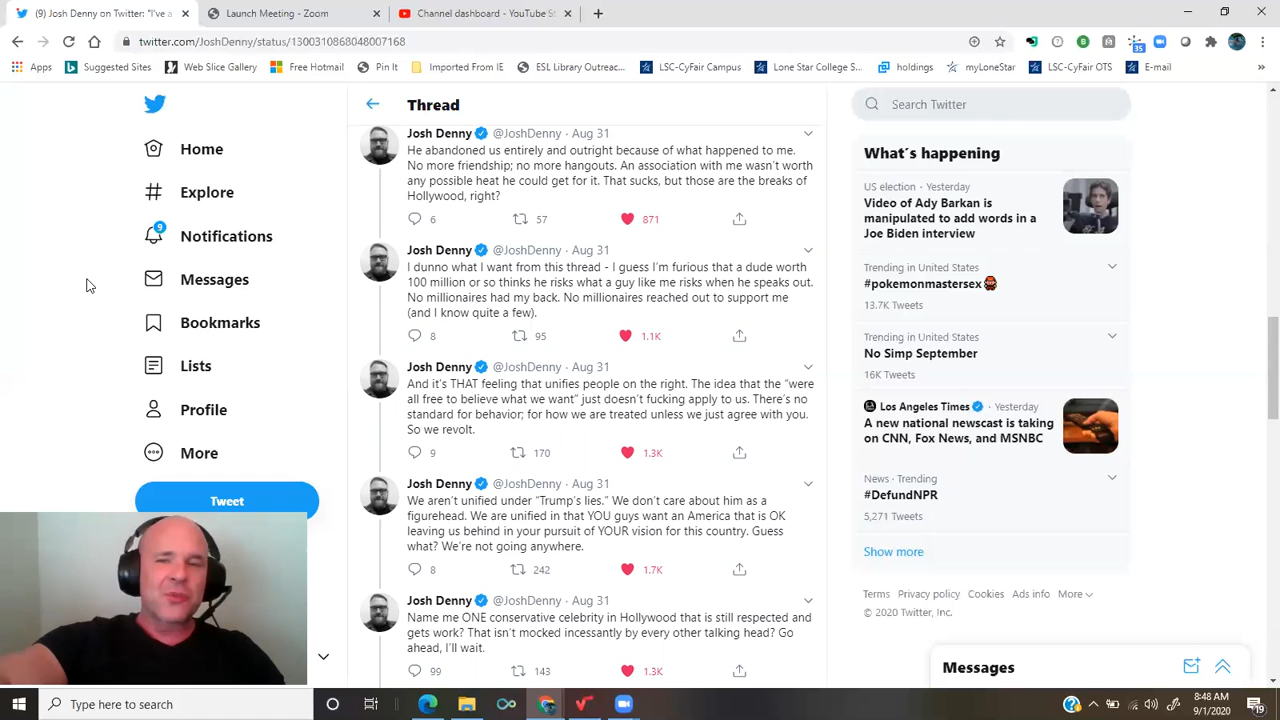 (9) Josh Denny on Twitter: "I've a
Launch Meeting - Zoom
Channel dashboard - YouTube St
twitter.com/JoshDenny/status/1300310868048007168
35
Apps
Suggested Sites
Web Slice Gallery
Free Hotmail
Pin It
Imported From IE
ESL Library Outreac...
LSC-CyFair Campus
Lone Star College S...
holdings
myLoneStar
LSC-CyFair OTS
E-mail
»
Home
Explore
9
Notifications
Messages
Bookmarks
Lists
Profile
More
Tweet
Thread
Josh Denny @JoshDenny · Aug 31
He abandoned us entirely and outright because of what happened to me.
No more friendship; no more hangouts. An association with me wasn't worth
any possible heat he could get for it. That sucks, but those are the breaks of
Hollywood, right?
6 57 871
Josh Denny @JoshDenny · Aug 31
I dunno what I want from this thread - I guess I'm furious that a dude worth
100 million or so thinks he risks what a guy like me risks when he speaks out.
No millionaires had my back. No millionaires reached out to support me
(and I know quite a few).
8 95 1.1K
Josh Denny @JoshDenny · Aug 31
And it's THAT feeling that unifies people on the right. The idea that the "were
all free to believe what we want" just doesn't fucking apply to us. There's no
standard for behavior; for how we are treated unless we just agree with you.
So we revolt.
9 170 1.3K
Josh Denny @JoshDenny · Aug 31
We aren't unified under "Trump's lies." We don't care about him as a
figurehead. We are unified in that YOU guys want an America that is OK
leaving us behind in your pursuit of YOUR vision for this country. Guess
what? We're not going anywhere.
8 242 1.7K
Josh Denny @JoshDenny · Aug 31
Name me ONE conservative celebrity in Hollywood that is still respected and
gets work? That isn't mocked incessantly by every other talking head? Go
ahead, I'll wait.
99 143 1.3K
Search Twitter
What's happening
US election · Yesterday
Video of Ady Barkan is
manipulated to add words in a
Joe Biden interview
Trending in United States
#pokemonmastersex
13.7K Tweets
Trending in United States
No Simp September
16K Tweets
Los Angeles Times · Yesterday
A new national newscast is taking
on CNN, Fox News, and MSNBC
News · Trending
#DefundNPR
5,271 Tweets
Show more
Terms Privacy policy Cookies Ads info More
© 2020 Twitter, Inc.
Messages
Type here to search
8:48 AM
9/1/2020
19